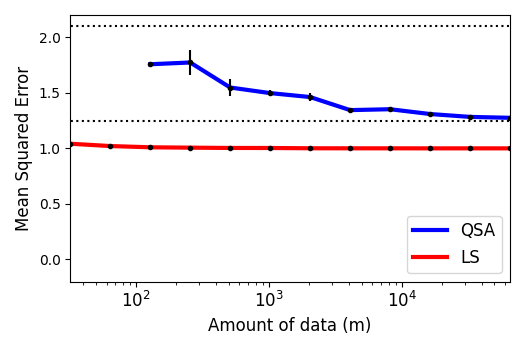 2.0
1.5
1.0
0.5
0.0
Mean Squared Error
10²
10³
10⁴
Amount of data (m)
QSA
LS